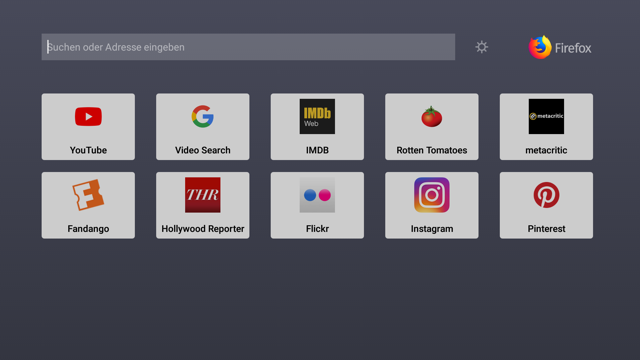 Suchen oder Adresse eingeben
Firefox
YouTube
Video Search
IMDb
Web
IMDB
Rotten Tomatoes
metacritic
metacritic
Fandango
THR
Hollywood Reporter
Flickr
Instagram
Pinterest